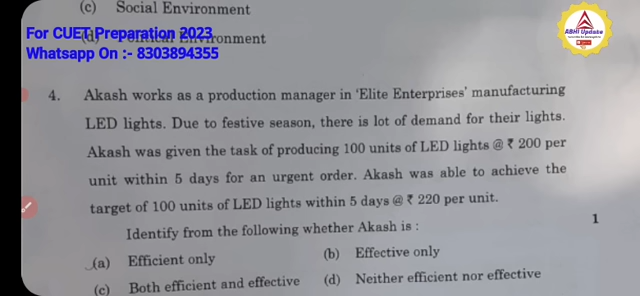 (c) Social Environment
For CUET Preparation 2023
(d) Political Environment
Whatsapp On :- 8303894355
ABHI Update
4. Akash works as a production manager in 'Elite Enterprises' manufacturing
LED lights. Due to festive season, there is lot of demand for their lights.
Akash was given the task of producing 100 units of LED lights @ ₹ 200 per
unit within 5 days for an urgent order. Akash was able to achieve the
target of 100 units of LED lights within 5 days @ ₹ 220 per unit.
1
Identify from the following whether Akash is :
(a) Efficient only (b) Effective only
(c) Both efficient and effective (d) Neither efficient nor effective